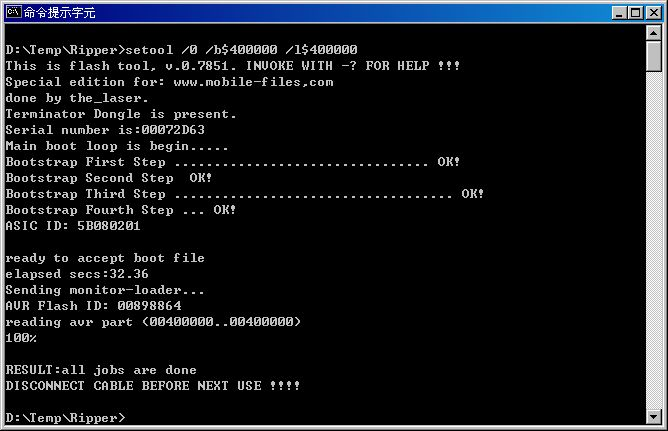 命令提示字元
D:\Temp\Ripper>setool /0 /b$400000 /l$400000
This is flash tool, v.0.7851. INVOKE WITH -? FOR HELP !!!
Special edition for: www.mobile-files,com
done by the_laser.
Terminator Dongle is present.
Serial number is:00072D63
Main boot loop is begin.....
Bootstrap First Step ................................ OK!
Bootstrap Second Step  OK!
Bootstrap Third Step ................................... OK!
Bootstrap Fourth Step ... OK!
ASIC ID: 5B080201
ready to accept boot file
elapsed secs:32.36
Sending monitor-loader...
AVR Flash ID: 00898864
reading avr part (00400000..00400000)
100%
RESULT:all jobs are done
DISCONNECT CABLE BEFORE NEXT USE !!!!
D:\Temp\Ripper>